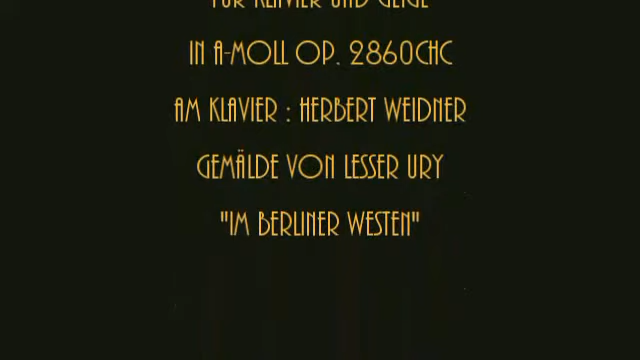 FÜR KLAVIER UND GEIGE
IN A-MOLL OP. 2860CHC
AM KLAVIER : HERBERT WEIDNER
GEMÄLDE VON LESSER URY
"IM BERLINER WESTEN"